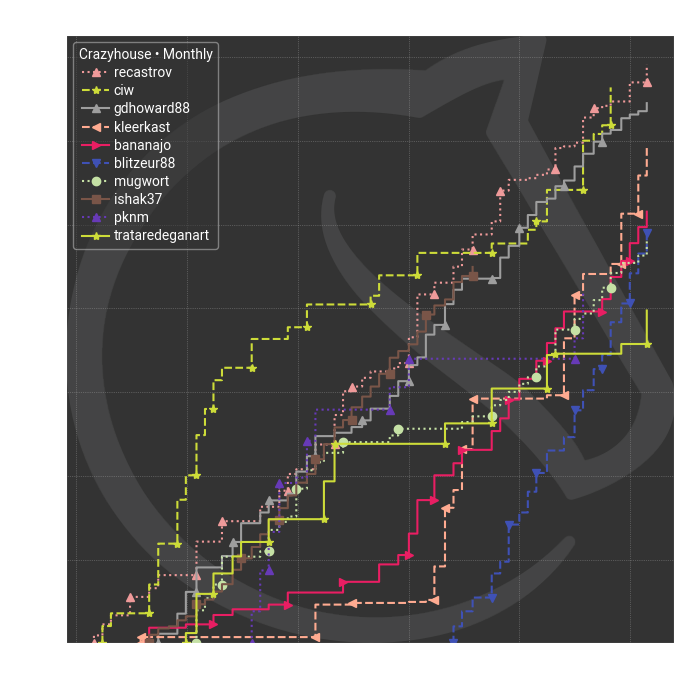 Crazyhouse • Monthly
recastrov
ciw
gdhoward88
kleerkast
bananajo
blitzeur88
mugwort
ishak37
pknm
trataredeganart